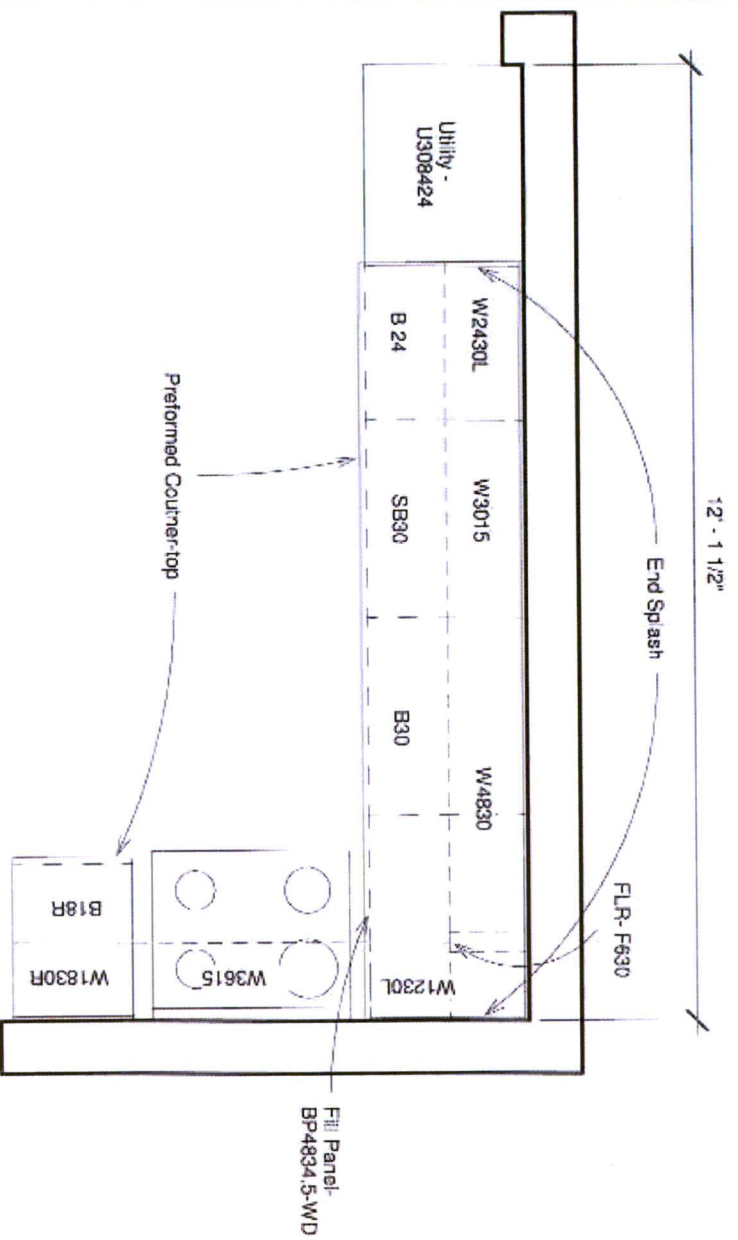 12' - 1 1/2"
End Splash
FLR- F630
Utility -
U308424
W2430L
W3015
W4830
B 24
SB30
B30
W1230L
W3615
B18R
W1830R
Preformed Coutner-top
Fill Panel-
BP4834.5-WD